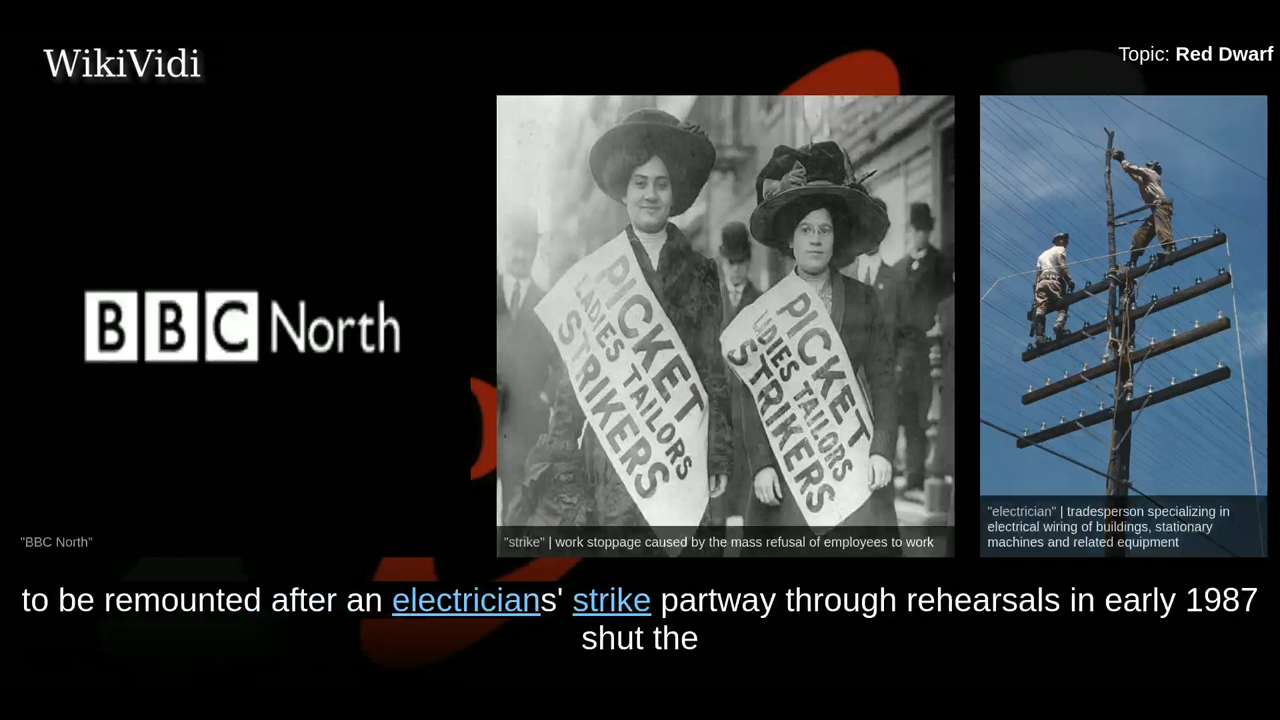 WikiVidi
Topic: Red Dwarf
BBC North
PICKET
LADIES TAILORS
STRIKERS
PICKET
LADIES TAILORS
STRIKERS
"BBC North"
"strike" | work stoppage caused by the mass refusal of employees to work
"electrician" | tradesperson specializing in
electrical wiring of buildings, stationary
machines and related equipment
to be remounted after an electricians' strike partway through rehearsals in early 1987
shut the